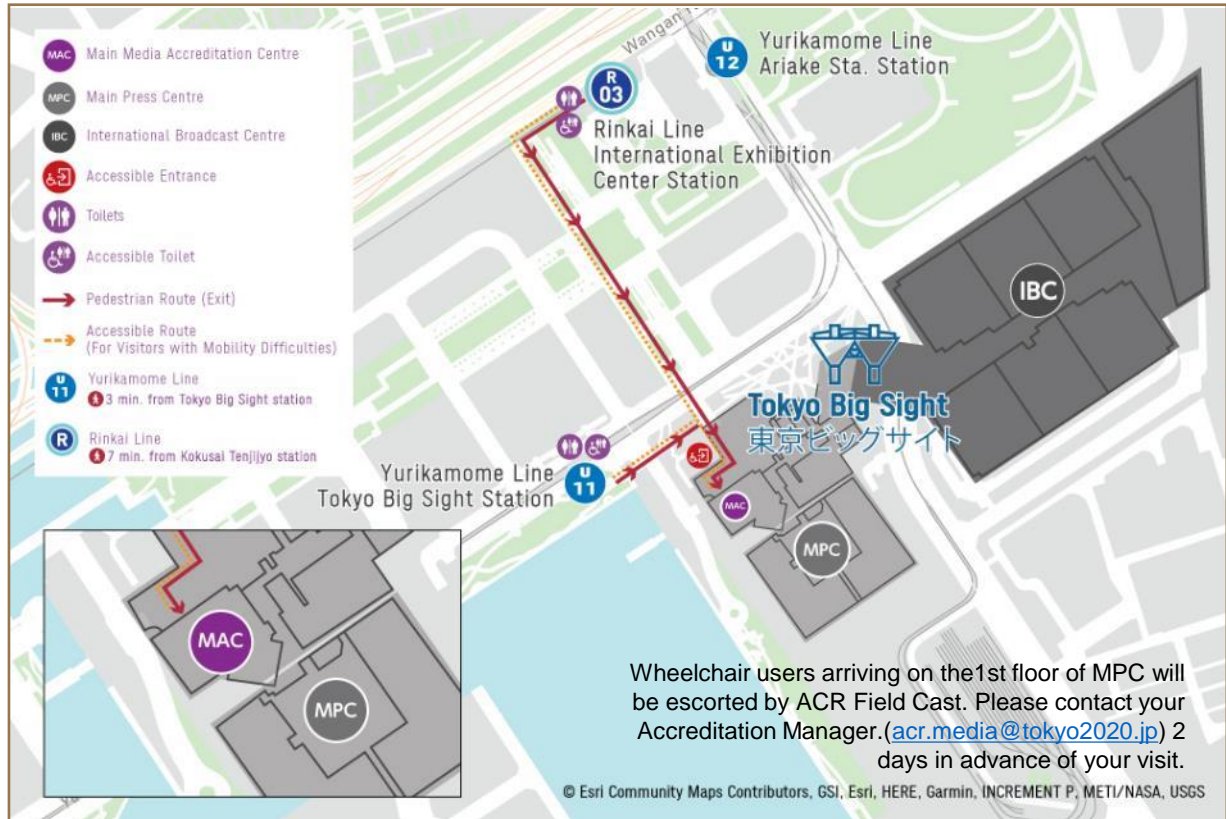 MAC Main Media Accreditation Centre
MPC Main Press Centre
IBC International Broadcast Centre
Accessible Entrance
Toilets
Accessible Toilet
Pedestrian Route (Exit)
Accessible Route
(For Visitors with Mobility Difficulties)
U
11
Yurikamome Line
3 min. from Tokyo Big Sight station
R
Rinkai Line
7 min. from Kokusai Tenjijyo station
Wangan
U
12
Yurikamome Line
Ariake Sta. Station
R
03
Rinkai Line
International Exhibition
Center Station
IBC
Tokyo Big Sight
東京ビッグサイト
Yurikamome Line
Tokyo Big Sight Station
U
11
MAC
MPC
MAC
MPC
Wheelchair users arriving on the1st floor of MPC will
be escorted by ACR Field Cast. Please contact your
Accreditation Manager.(acr.media@tokyo2020.jp) 2
days in advance of your visit.
© Esri Community Maps Contributors, GSI, Esri, HERE, Garmin, INCREMENT P, METI/NASA, USGS